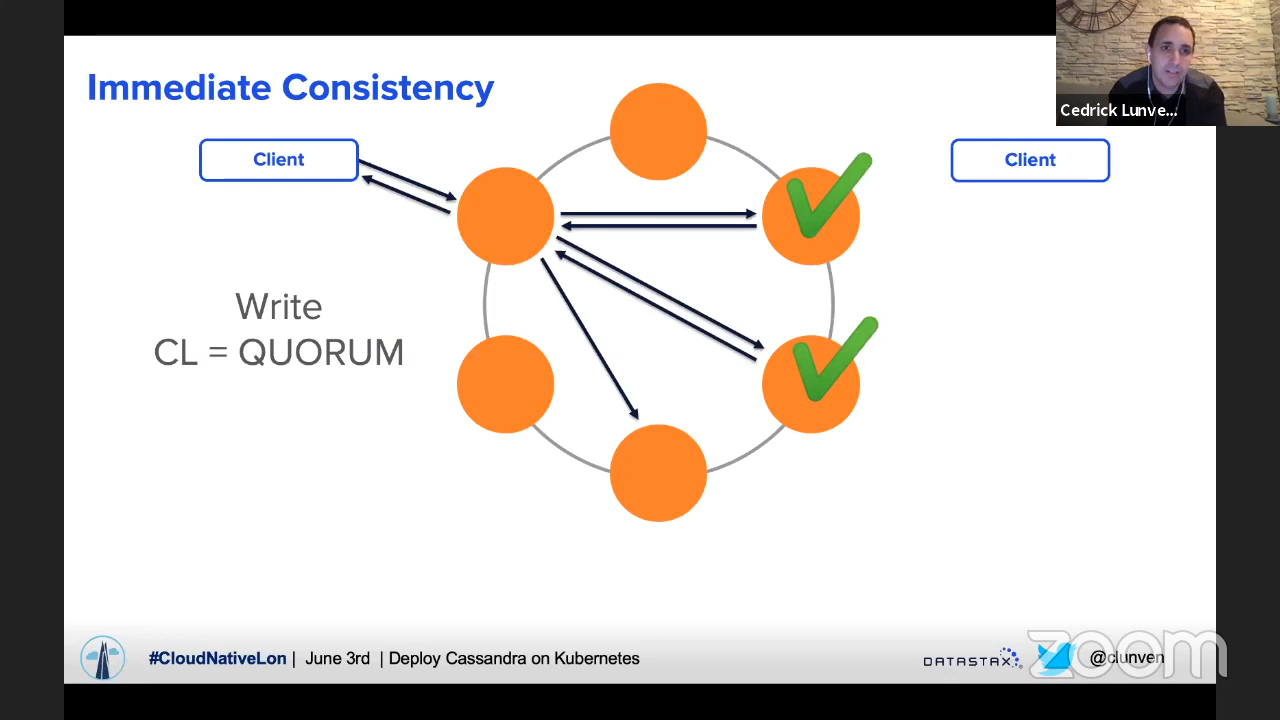 Immediate Consistency
Client
Client
Cedrick Lunve...
Write
CL = QUORUM
#CloudNativeLon | June 3rd | Deploy Cassandra on Kubernetes
DATASTAX
@clunven
zoom